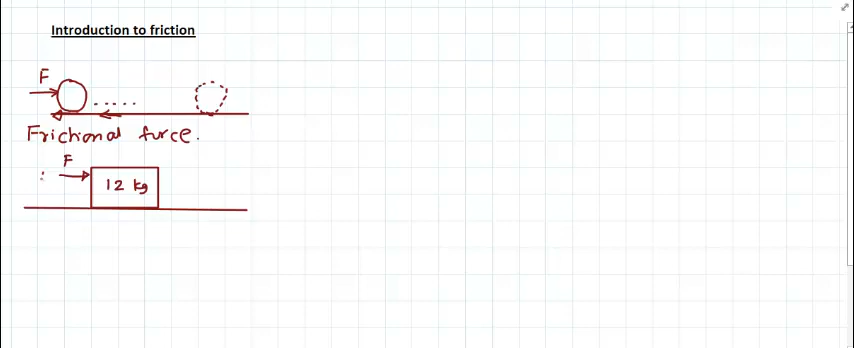 Introduction to friction
F
Frictional force.
F
12 kg